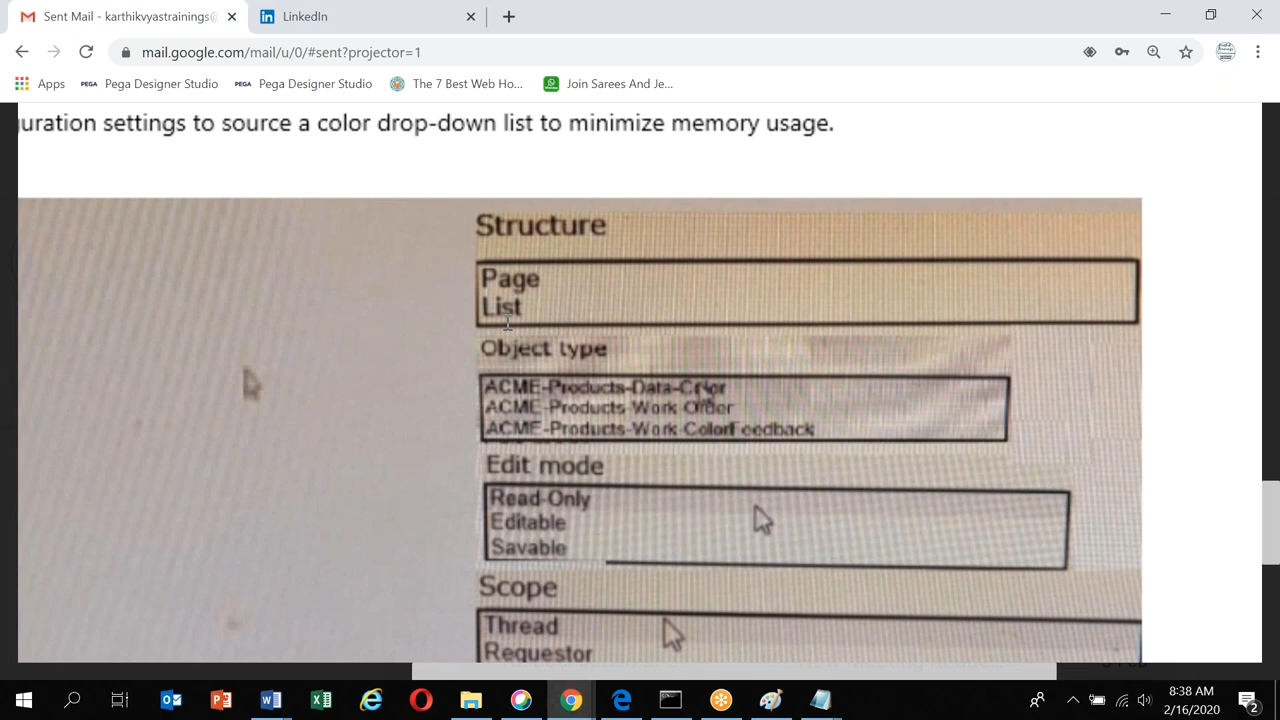 Sent Mail - karthikvyastrainings@
LinkedIn
mail.google.com/mail/u/0/#sent?projector=1
Apps
PEGA Pega Designer Studio
PEGA Pega Designer Studio
The 7 Best Web Ho...
Join Sarees And Je...
uration settings to source a color drop-down list to minimize memory usage.
Structure
Page
List
Object type
ACME-Products-Data-Color
ACME-Products-Work Order
ACME-Products-Work ColorFeedback
Edit mode
Read-Only
Editable
Savable
Scope
Thread
Requestor
8:38 AM
2/16/2020
2